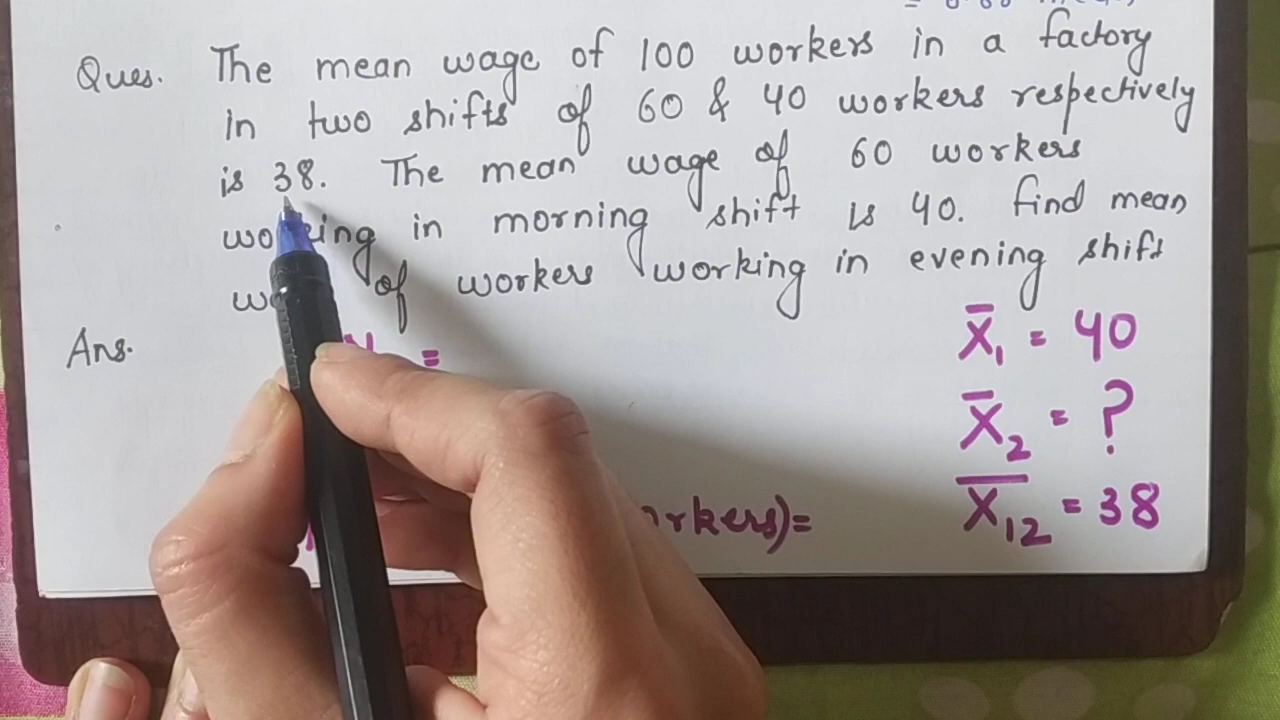 Ques. The mean wage of 100 workers in a factory
in two shifts of 60 & 40 workers respectively
is 38. The mean wage of 60 workers
working in morning shift is 40. find mean
of workers working in evening shift
Ans.
=
X̄₁ = 40
X̄₂ = ?
X̄₁₂ = 38